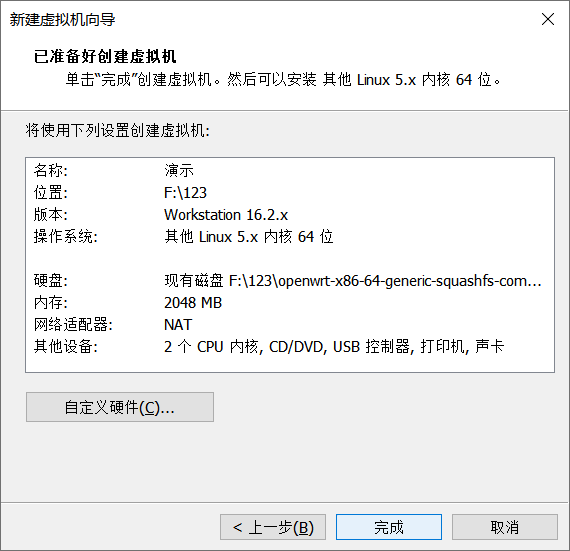 新建虚拟机向导
已准备好创建虚拟机
单击“完成”创建虚拟机。然后可以安装 其他 Linux 5.x 内核 64 位。
将使用下列设置创建虚拟机:
名称: 演示
位置: F:\123
版本: Workstation 16.2.x
操作系统: 其他 Linux 5.x 内核 64 位
硬盘: 现有磁盘 F:\123\openwrt-x86-64-generic-squashfs-com...
内存: 2048 MB
网络适配器: NAT
其他设备: 2 个 CPU 内核, CD/DVD, USB 控制器, 打印机, 声卡
自定义硬件(C)...
< 上一步(B) 完成 取消